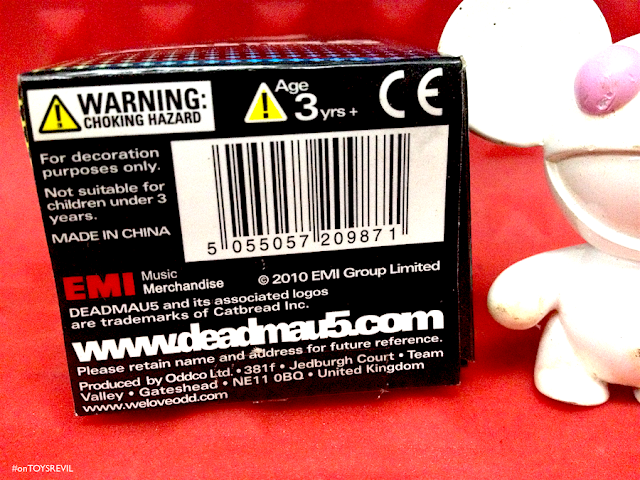 WARNING:
CHOKING HAZARD
Age
3 yrs +
CE
For decoration
purposes only.
Not suitable for
children under 3
years.
MADE IN CHINA
5 055057 209871
EMI Music
Merchandise
© 2010 EMI Group Limited
DEADMAU5 and its associated logos
are trademarks of Catbread Inc.
www.deadmau5.com
Please retain name and address for future reference.
Produced by Oddco Ltd. • 381f • Jedburgh Court • Team
Valley • Gateshead • NE11 0BQ • United Kingdom
www.weloveodd.com
#onTOYSREVIL